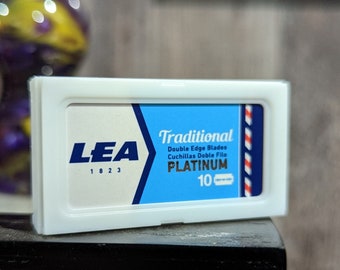 LEA
1823
Traditional
Double Edge Blades
Cuchillas Doble Filo
PLATINUM
10